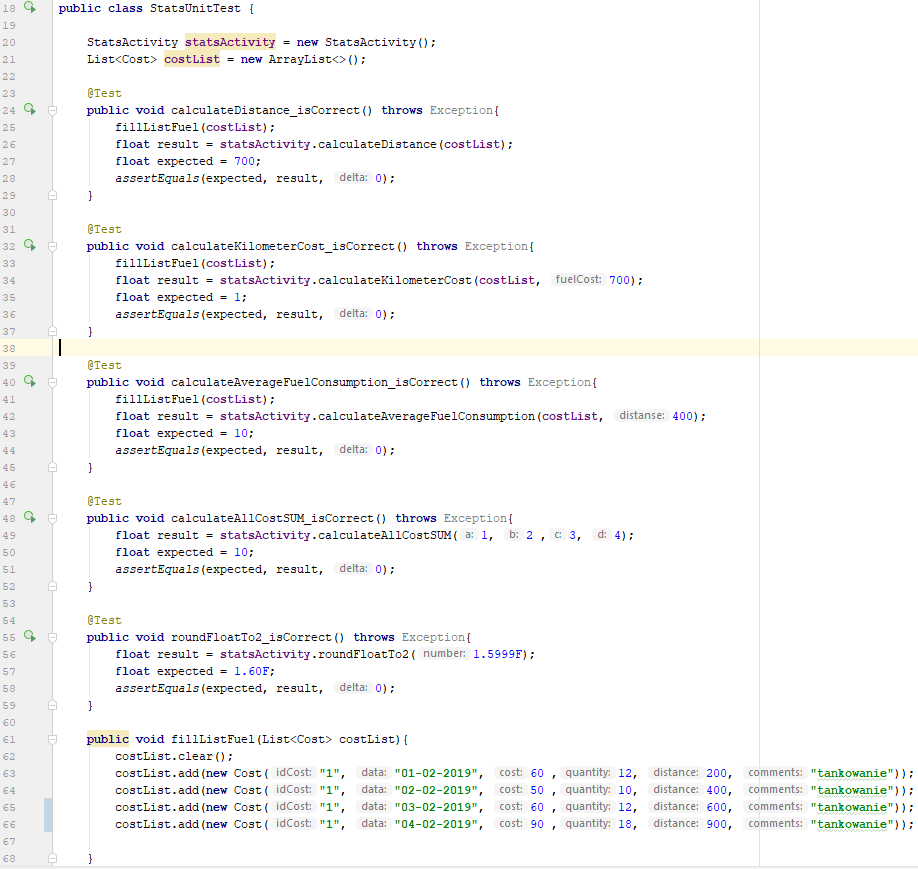 18 public class StatsUnitTest {
19
20 StatsActivity statsActivity = new StatsActivity();
21 List<Cost> costList = new ArrayList<>();
22
23 @Test
24 public void calculateDistance_isCorrect() throws Exception{
25 fillListFuel(costList);
26 float result = statsActivity.calculateDistance(costList);
27 float expected = 700;
28 assertEquals(expected, result, delta: 0);
29 }
30
31 @Test
32 public void calculateKilometerCost_isCorrect() throws Exception{
33 fillListFuel(costList);
34 float result = statsActivity.calculateKilometerCost(costList, fuelCost: 700);
35 float expected = 1;
36 assertEquals(expected, result, delta: 0);
37 }
38
39 @Test
40 public void calculateAverageFuelConsumption_isCorrect() throws Exception{
41 fillListFuel(costList);
42 float result = statsActivity.calculateAverageFuelConsumption(costList, distanse: 400);
43 float expected = 10;
44 assertEquals(expected, result, delta: 0);
45 }
46
47 @Test
48 public void calculateAllCostSUM_isCorrect() throws Exception{
49 float result = statsActivity.calculateAllCostSUM( a: 1, b: 2 , c: 3, d: 4);
50 float expected = 10;
51 assertEquals(expected, result, delta: 0);
52 }
53
54 @Test
55 public void roundFloatTo2_isCorrect() throws Exception{
56 float result = statsActivity.roundFloatTo2( number: 1.5999F);
57 float expected = 1.60F;
58 assertEquals(expected, result, delta: 0);
59 }
60
61 public void fillListFuel(List<Cost> costList){
62 costList.clear();
63 costList.add(new Cost( idCost: "1", data: "01-02-2019", cost: 60 , quantity: 12, distance: 200, comments: "tankowanie"));
64 costList.add(new Cost( idCost: "1", data: "02-02-2019", cost: 50 , quantity: 10, distance: 400, comments: "tankowanie"));
65 costList.add(new Cost( idCost: "1", data: "03-02-2019", cost: 60 , quantity: 12, distance: 600, comments: "tankowanie"));
66 costList.add(new Cost( idCost: "1", data: "04-02-2019", cost: 90 , quantity: 18, distance: 900, comments: "tankowanie"));
67
68 }